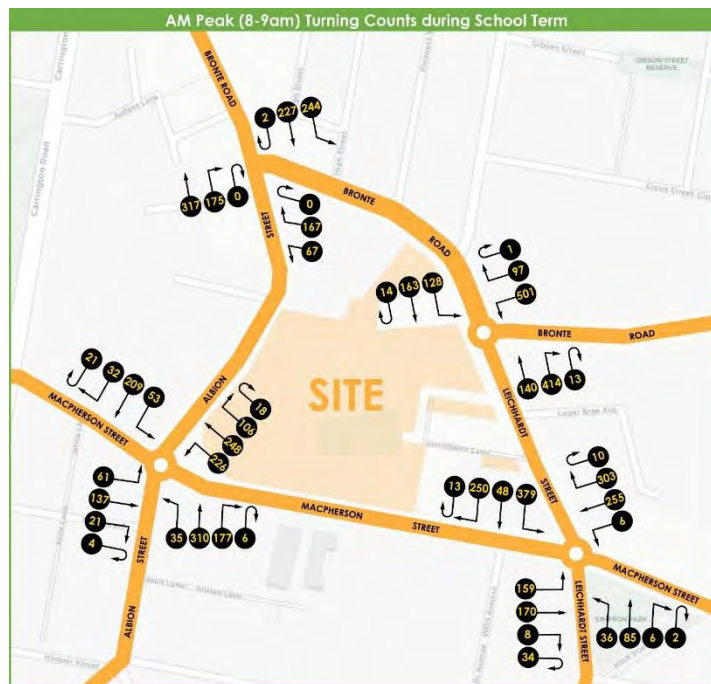 AM Peak (8-9am) Turning Counts during School Term
Gibson Street
GIBSON STREET
RESERVE
Carrington Road
BRONTE ROAD
2 227 244
High Street
317 175 0
BRONTE
ROAD
STREET
0
167
67
1
97
501
14 163 128
BRONTE ROAD
140 414 13
21 32 209 53
ALBION
SITE
18
106
248
226
MACPHERSON STREET
LEICHHARDT
STREET
10
303
255
6
13 250 48 379
61
137
21
4
35 310 177 6
MACPHERSON STREET
MACPHERSON STREET
STREET
ALBION
Albion Lane
159
170
8
34
LEICHHARDT STREET
36 85 6 2